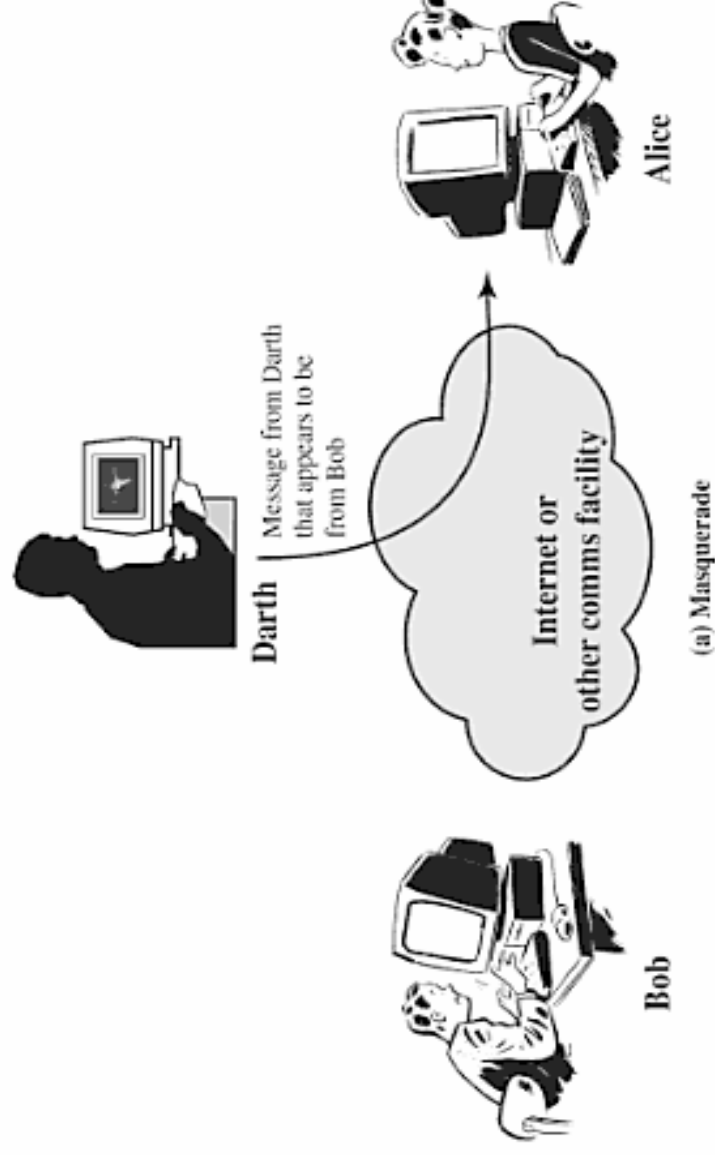 Darth
Message from Darth
that appears to be
from Bob
Internet or
other comms facility
Bob
Alice
(a) Masquerade